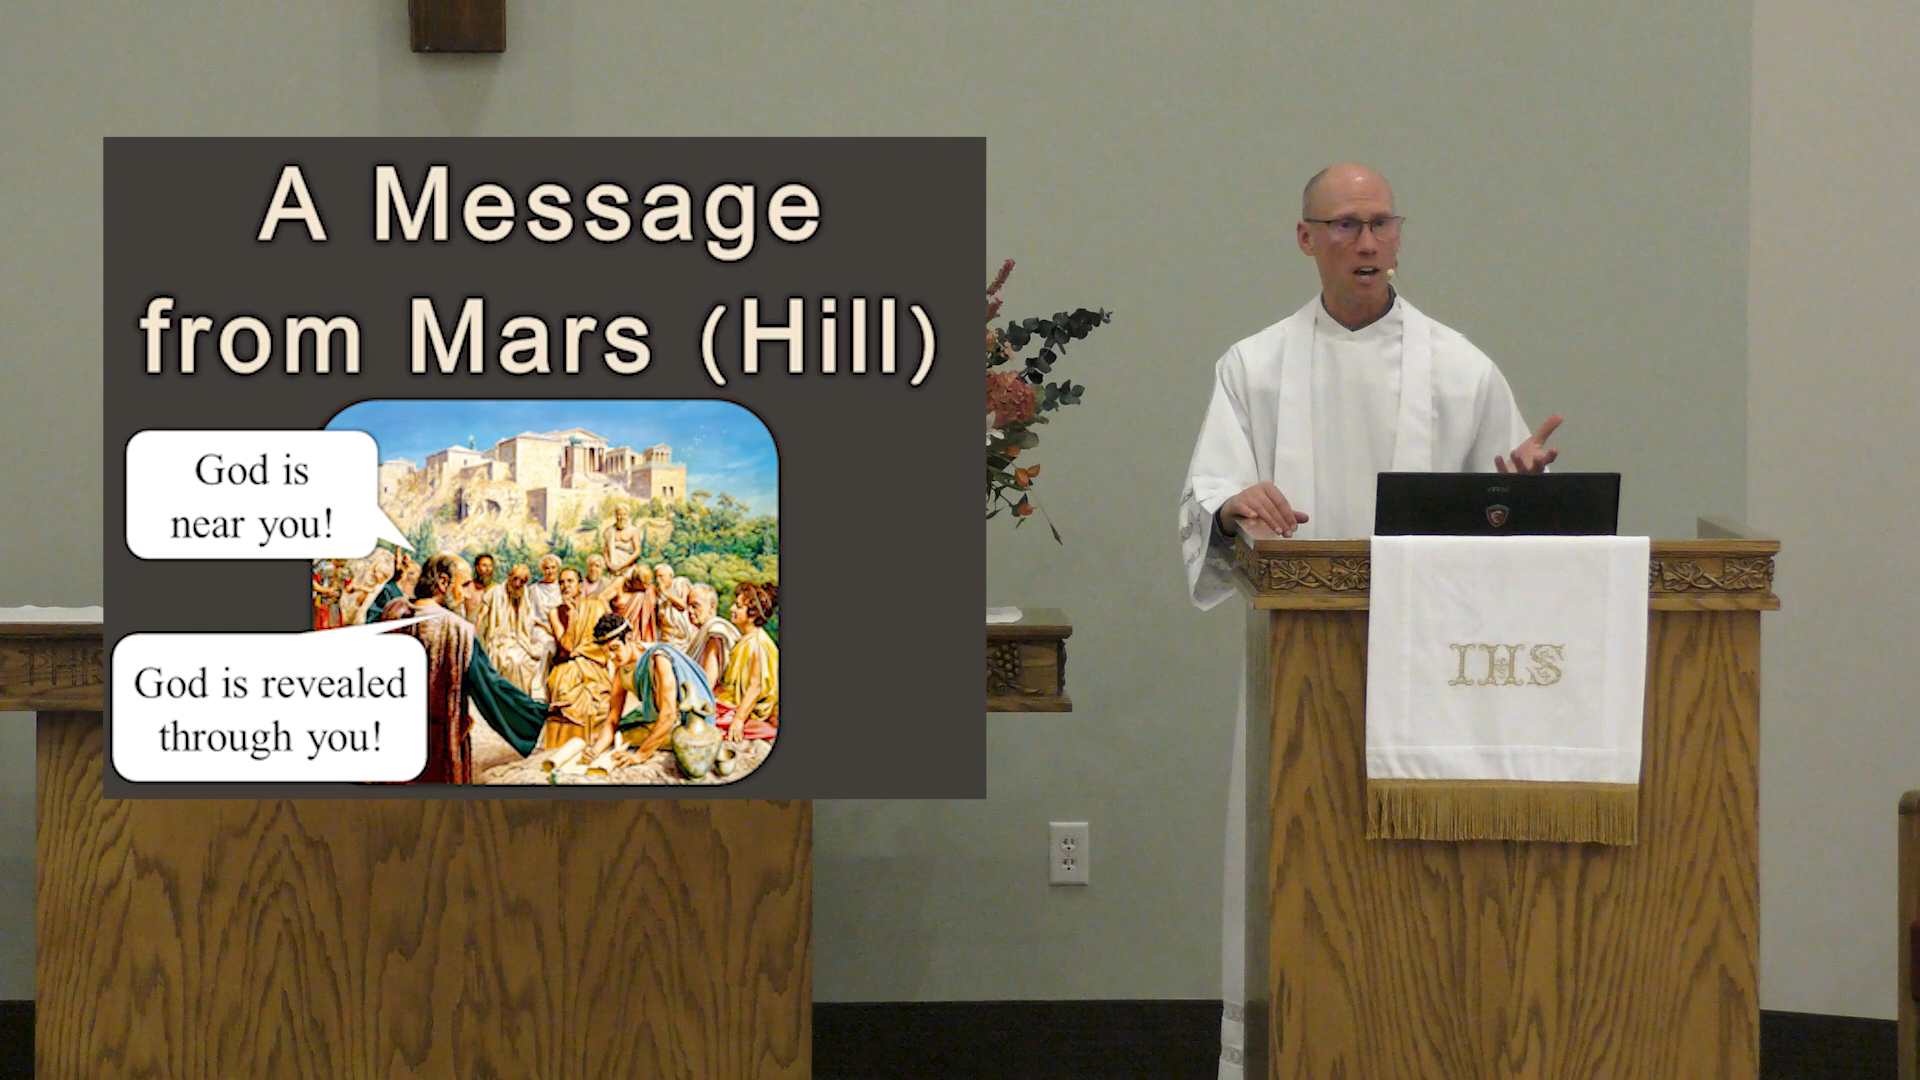 A Message
from Mars (Hill)
God is
near you!
God is revealed
through you!
IHS